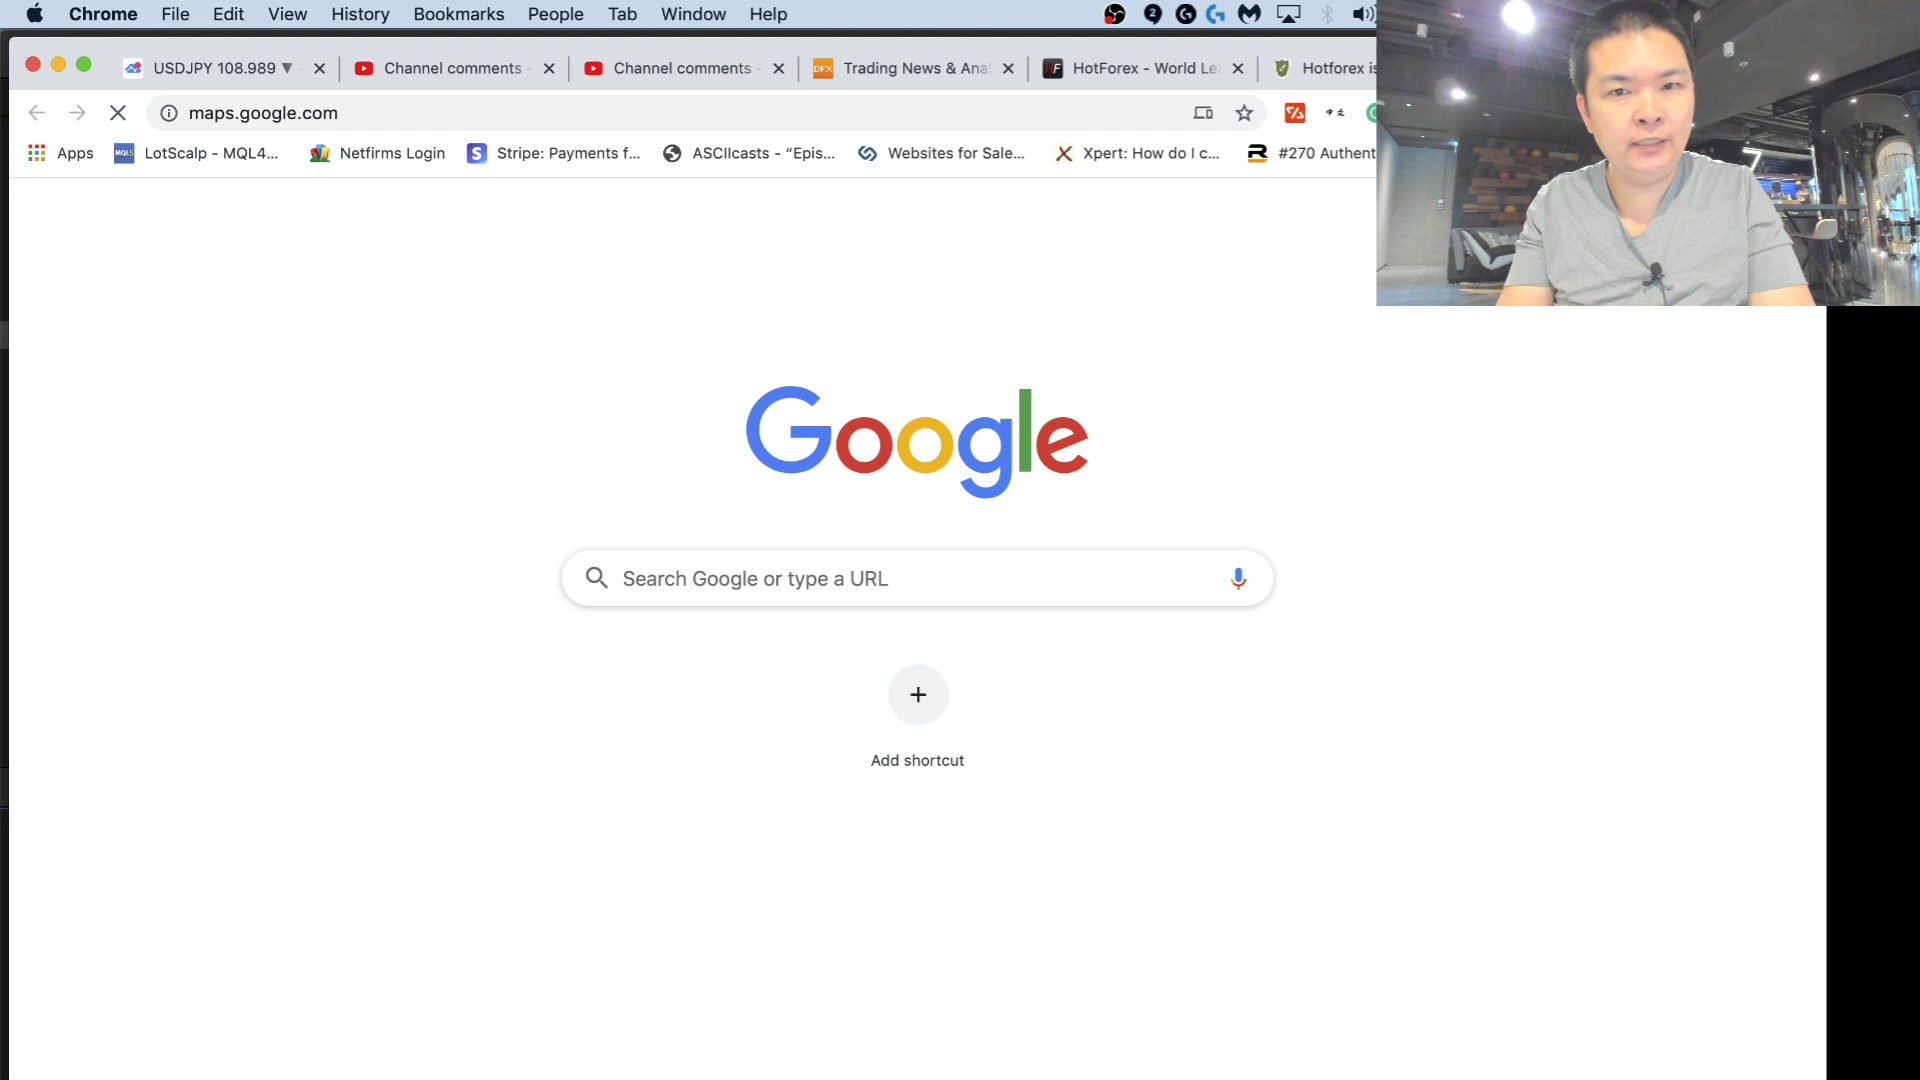 Chrome File Edit View History Bookmarks People Tab Window Help
USDJPY 108.989 ▼ Channel comments - Channel comments - Trading News & Ana HotForex - World Le Hotforex is
maps.google.com
Apps LotScalp - MQL4... Netfirms Login Stripe: Payments f... ASCIIcasts - “Epis... Websites for Sale... Xpert: How do I c... #270 Authent
Google
Search Google or type a URL
Add shortcut